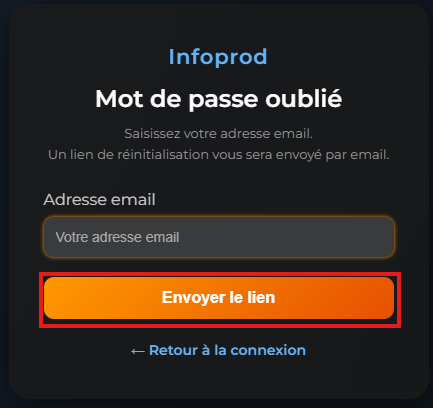 Infoprod
Mot de passe oublié
Saisissez votre adresse email.
Un lien de réinitialisation vous sera envoyé par email.
Adresse email
Votre adresse email
Envoyer le lien
← Retour à la connexion